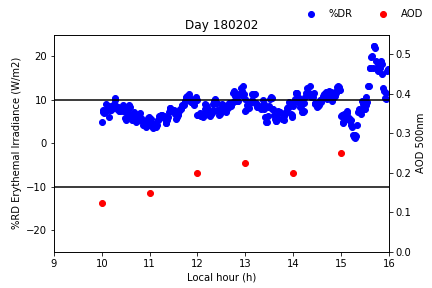 %DR AOD
Day 180202
%RD Erythermal Irradiance (W/m2)
20
10
0
−10
−20
0.5
0.4
0.3
0.2
0.1
0.0
AOD 500nm
9 10 11 12 13 14 15 16
Local hour (h)